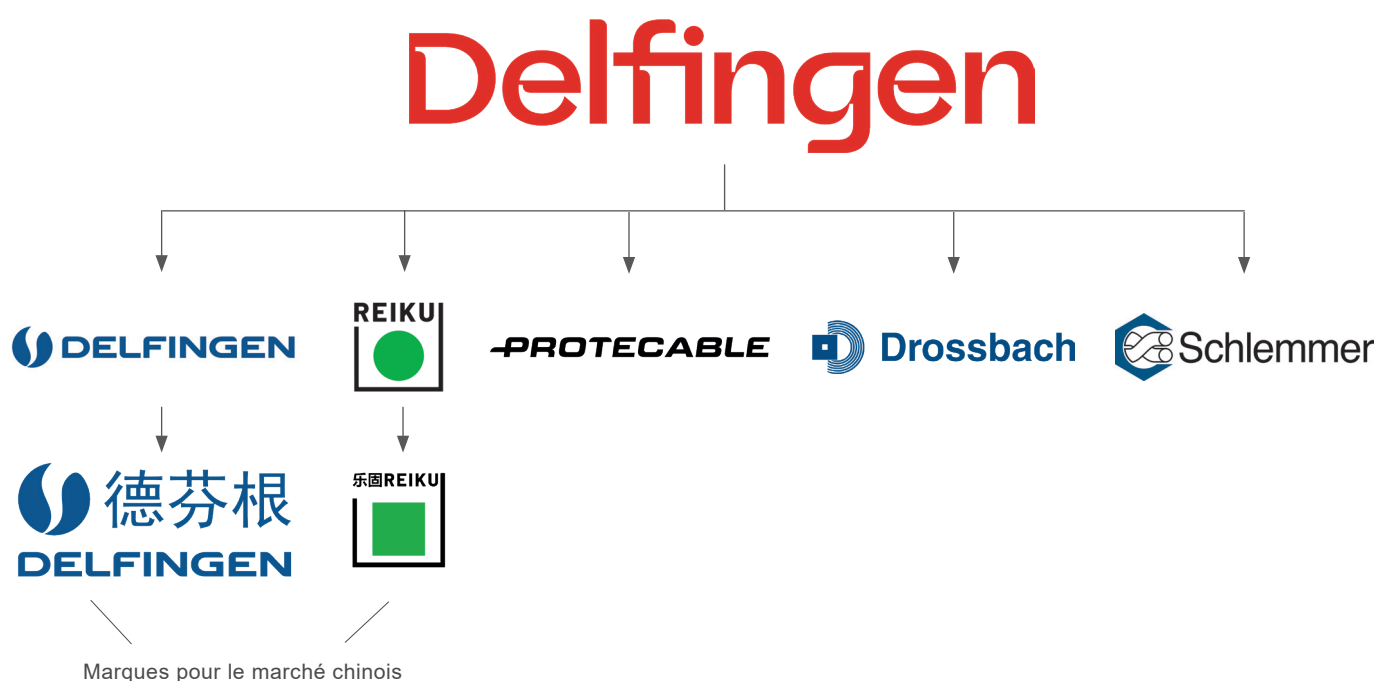 Delfingen
DELFINGEN
REIKU
PROTECABLE
Drossbach
Schlemmer
德芬根
DELFINGEN
乐固REIKU
Marques pour le marché chinois